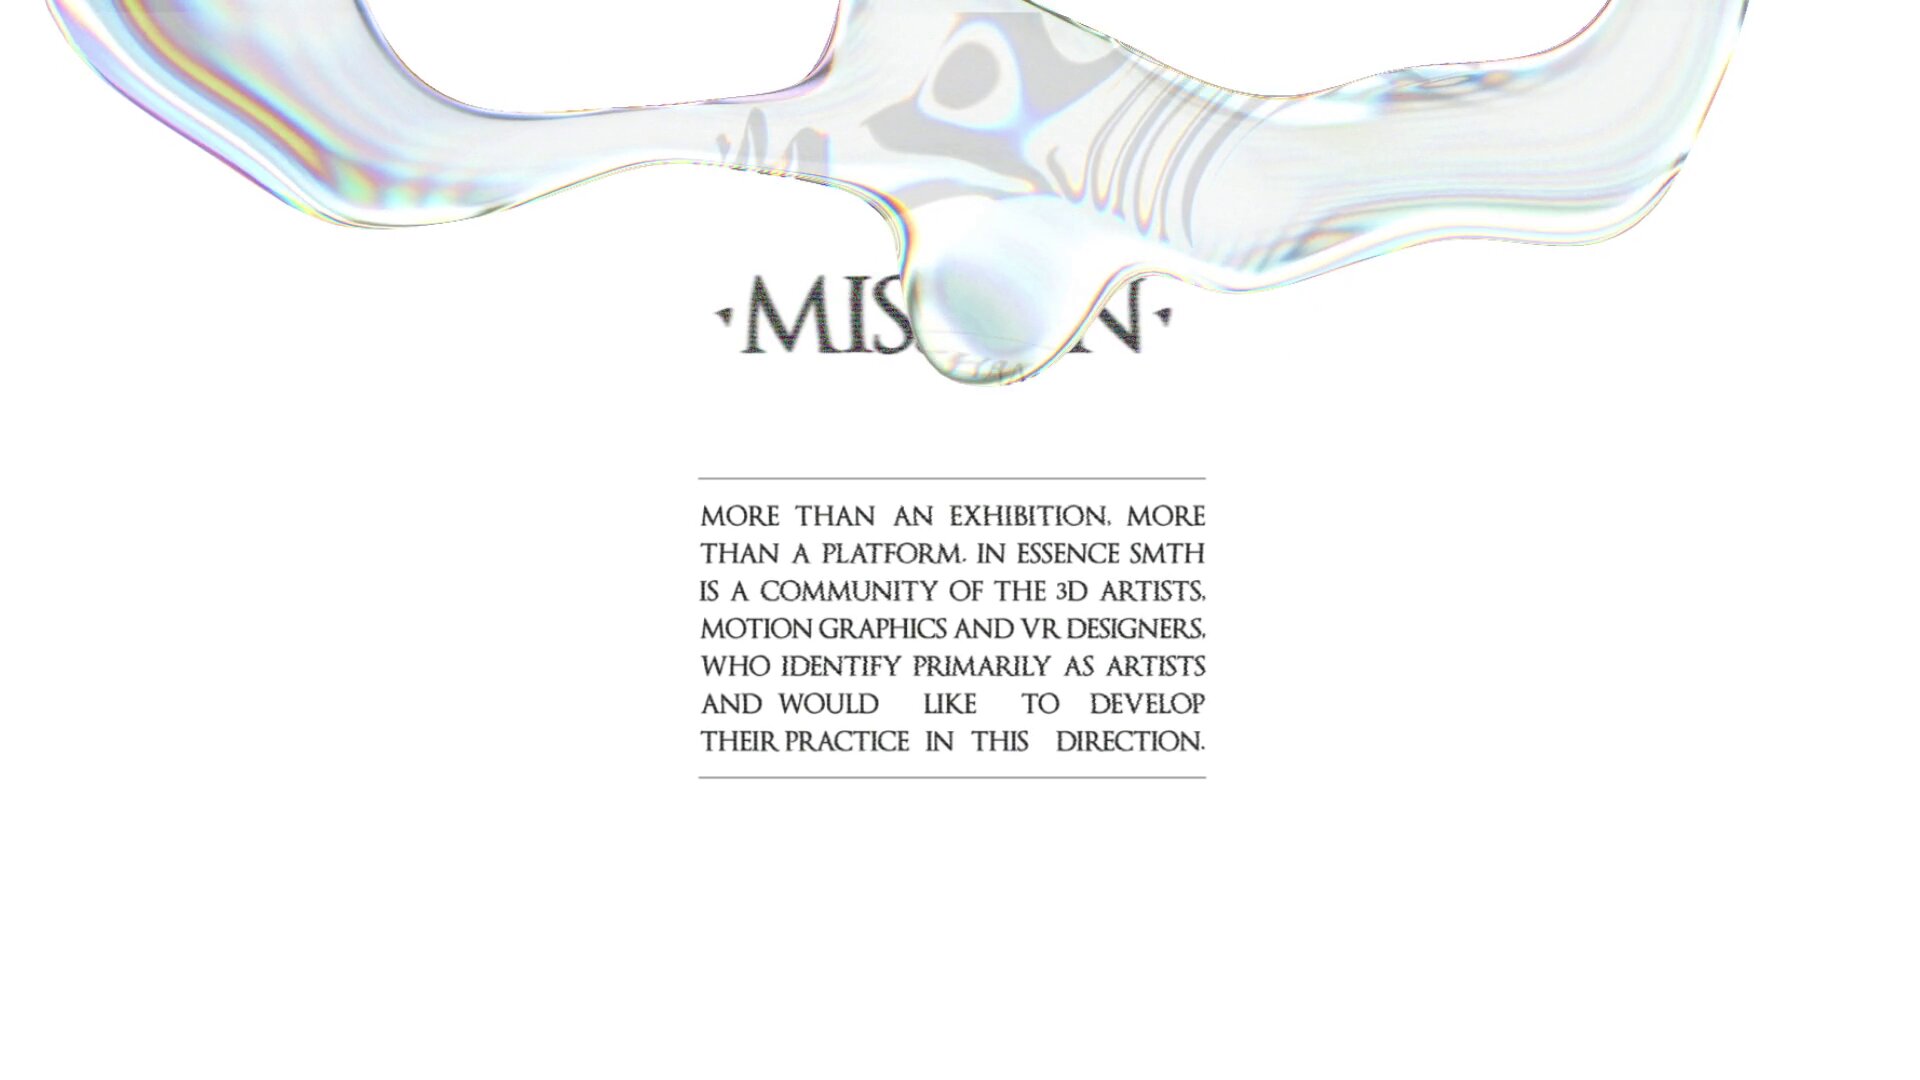 ·MISSION·
MORE THAN AN EXHIBITION, MORE
THAN A PLATFORM. IN ESSENCE SMTH
IS A COMMUNITY OF THE 3D ARTISTS,
MOTION GRAPHICS AND VR DESIGNERS,
WHO IDENTIFY PRIMARILY AS ARTISTS
AND WOULD LIKE TO DEVELOP
THEIR PRACTICE IN THIS DIRECTION.